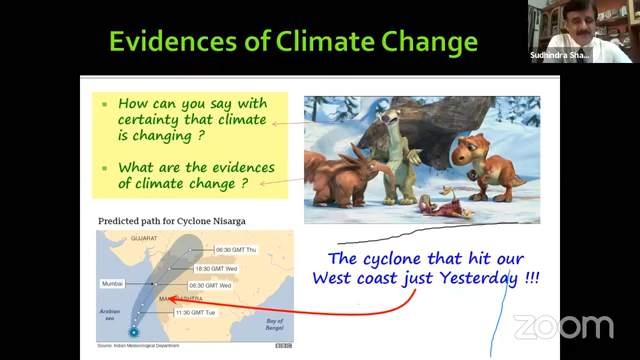 Evidences of Climate Change
Sudhindra Sha...
How can you say with
certainty that climate
is changing ?
What are the evidences
of climate change ?
Predicted path for Cyclone Nisarga
GUJARAT
06:30 GMT Thu
18:30 GMT Wed
Mumbai
06:30 GMT Wed
Arabian
sea
11:30 GMT Tue
Bay of
Bengal
Source: Indian Meteorological Department
BBC
The cyclone that hit our
West coast just Yesterday !!!
zoom